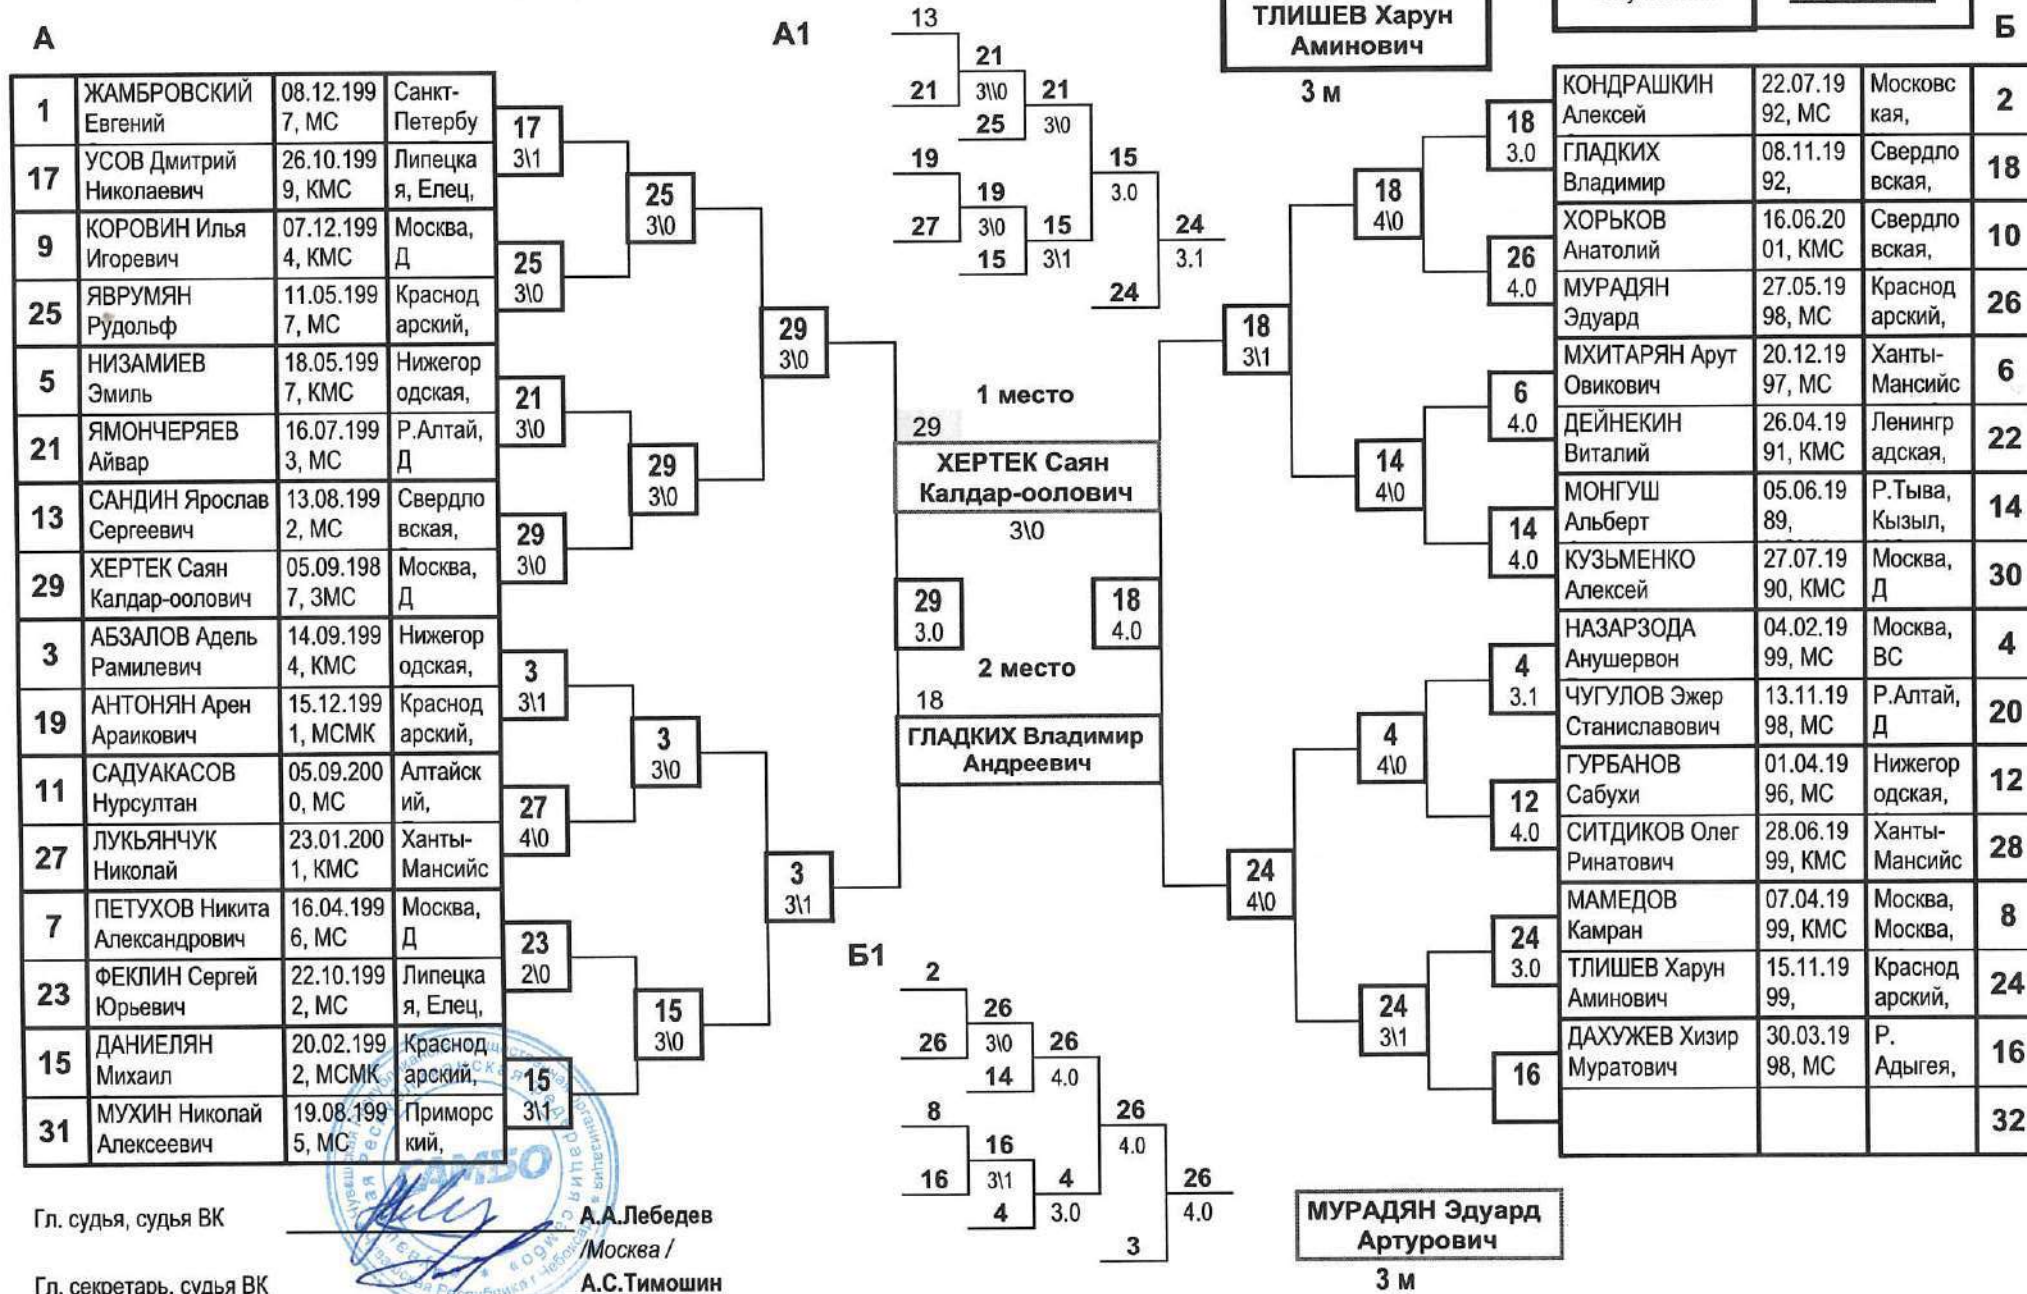 А
А1
ТЛИШЕВ Харун
Аминович
3 м
Б
1
ЖАМБРОВСКИЙ
Евгений
08.12.199
7, МС
Санкт-
Петербу
17
УСОВ Дмитрий
Николаевич
26.10.199
9, КМС
Липецка
я, Елец,
9
КОРОВИН Илья
Игоревич
07.12.199
4, КМС
Москва,
Д
25
ЯВРУМЯН
Рудольф
11.05.199
7, МС
Краснод
арский,
5
НИЗАМИЕВ
Эмиль
18.05.199
7, КМС
Нижегор
одская,
21
ЯМОНЧЕРЯЕВ
Айвар
16.07.199
3, МС
Р.Алтай,
Д
13
САНДИН Ярослав
Сергеевич
13.08.199
2, МС
Свердло
вская,
29
ХЕРТЕК Саян
Калдар-оолович
05.09.198
7, ЗМС
Москва,
Д
3
АБЗАЛОВ Адель
Рамилевич
14.09.199
4, КМС
Нижегор
одская,
19
АНТОНЯН Арен
Араикович
15.12.199
1, МСМК
Краснод
арский,
11
САДУАКАСОВ
Нурсултан
05.09.200
0, МС
Алтайск
ий,
27
ЛУКЬЯНЧУК
Николай
23.01.200
1, КМС
Ханты-
Мансийс
7
ПЕТУХОВ Никита
Александрович
16.04.199
6, МС
Москва,
Д
23
ФЕКЛИН Сергей
Юрьевич
22.10.199
2, МС
Липецка
я, Елец,
15
ДАНИЕЛЯН
Михаил
20.02.199
2, МСМК
Краснод
арский,
31
МУХИН Николай
Алексеевич
19.08.199
5, МС
Приморс
кий,
17
3\1
25
3\0
21
3\0
29
3\0
3
3\1
27
4\0
23
2\0
15
3\1
25
3\0
29
3\0
3
3\0
15
3\0
29
3\0
3
3\1
13
21
21
3\\0
25
21
3\0
19
27
19
3\0
15
15
3\1
15
3.0
24
24
3.1
1 место
29
ХЕРТЕК Саян
Калдар-оолович
3\0
29
3.0
18
4.0
2 место
18
ГЛАДКИХ Владимир
Андреевич
Б1
2
26
26
3\0
14
26
4.0
8
16
16
3\1
4
4
3.0
26
4.0
3
26
4.0
18
3\1
24
4\0
18
4\0
14
4\0
4
4\0
24
3\1
18
3.0
26
4.0
6
4.0
14
4.0
4
3.1
12
4.0
24
3.0
16
КОНДРАШКИН
Алексей
22.07.19
92, МС
Московс
кая,
2
ГЛАДКИХ
Владимир
08.11.19
92,
Свердло
вская,
18
ХОРЬКОВ
Анатолий
16.06.20
01, КМС
Свердло
вская,
10
МУРАДЯН
Эдуард
27.05.19
98, МС
Краснод
арский,
26
МХИТАРЯН Арут
Овикович
20.12.19
97, МС
Ханты-
Мансийс
6
ДЕЙНЕКИН
Виталий
26.04.19
91, КМС
Ленингр
адская,
22
МОНГУШ
Альберт
05.06.19
89,
Р.Тыва,
Кызыл,
14
КУЗЬМЕНКО
Алексей
27.07.19
90, КМС
Москва,
Д
30
НАЗАРЗОДА
Анушервон
04.02.19
99, МС
Москва,
ВС
4
ЧУГУЛОВ Эжер
Станиславович
13.11.19
98, МС
Р.Алтай,
Д
20
ГУРБАНОВ
Сабухи
01.04.19
96, МС
Нижегор
одская,
12
СИТДИКОВ Олег
Ринатович
28.06.19
99, КМС
Ханты-
Мансийс
28
МАМЕДОВ
Камран
07.04.19
99, КМС
Москва,
Москва,
8
ТЛИШЕВ Харун
Аминович
15.11.19
99,
Краснод
арский,
24
ДАХУЖЕВ Хизир
Муратович
30.03.19
98, МС
Р.
Адыгея,
16
32
САМБО
Гл. судья, судья ВК
А.А.Лебедев
/Москва /
Гл. секретарь, судья ВК
А.С.Тимошин
МУРАДЯН Эдуард
Артурович
3 м